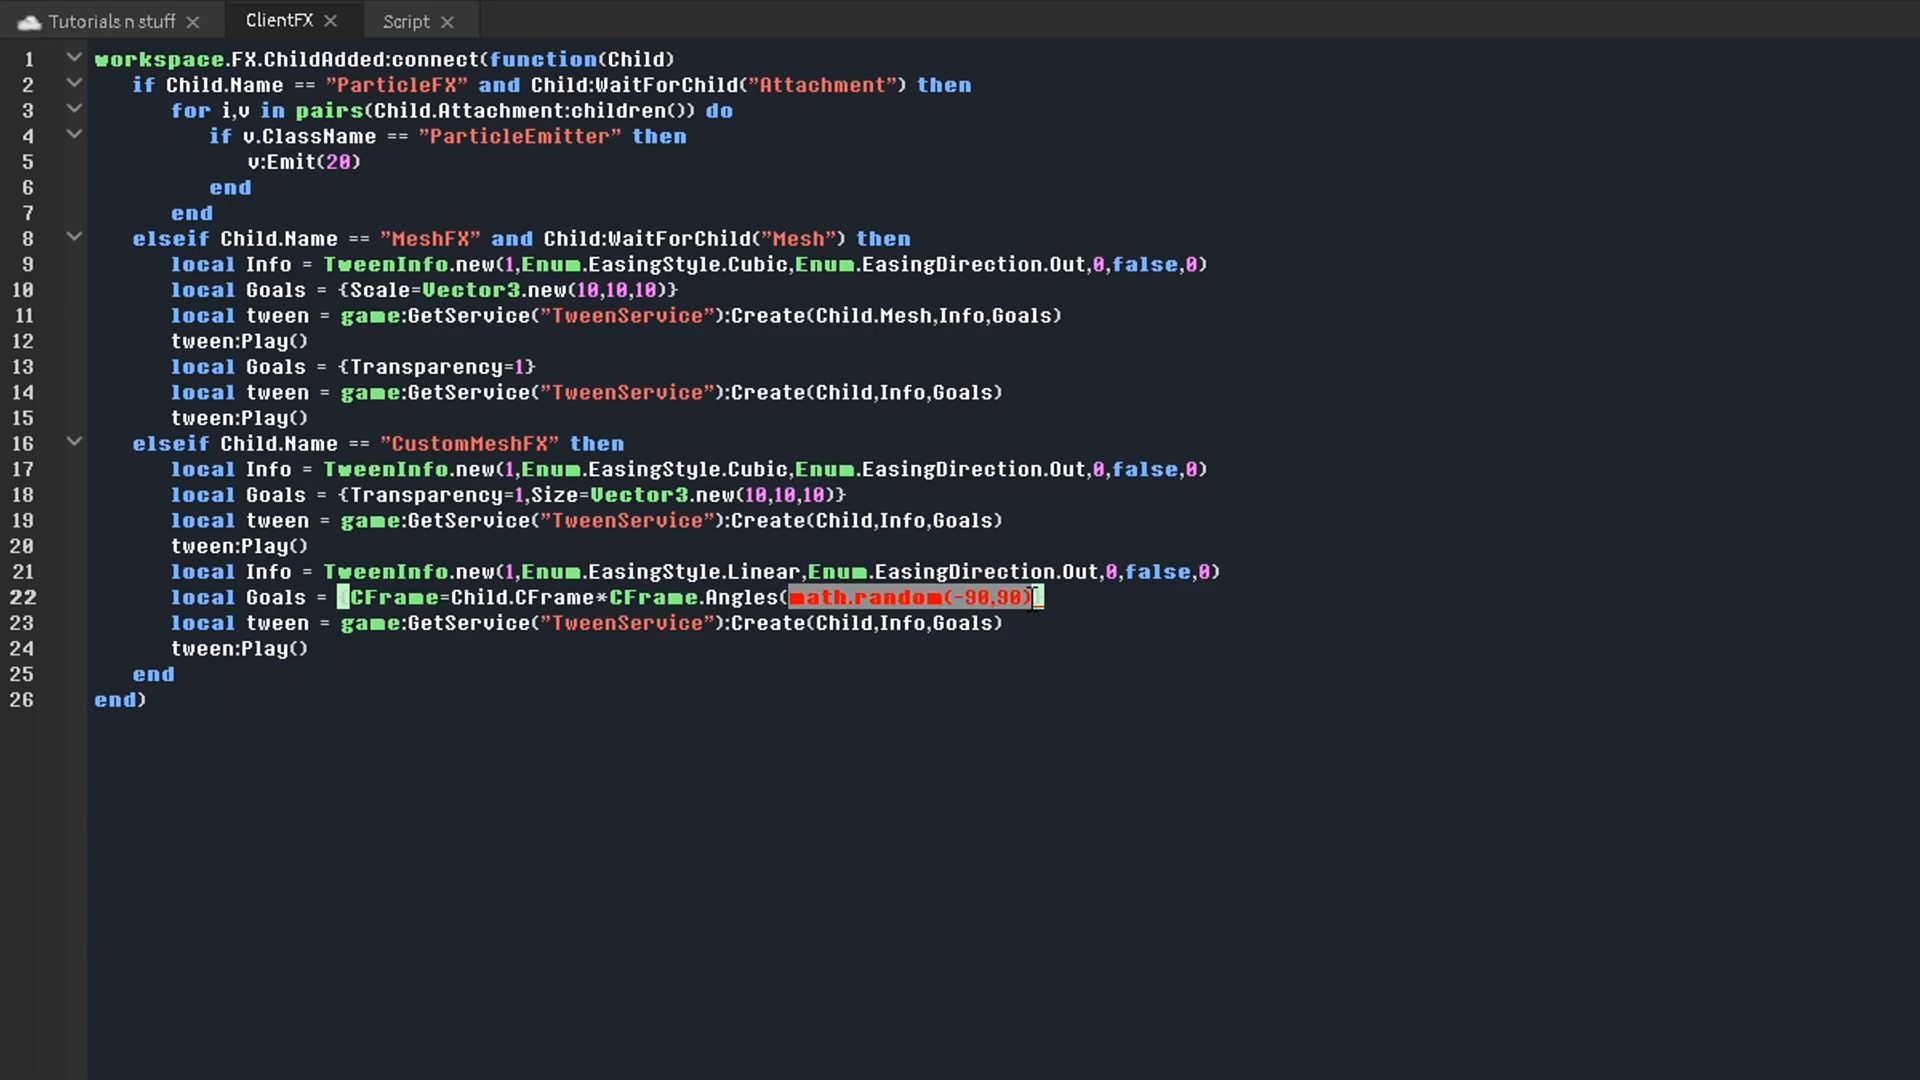 Tutorials n stuff
ClientFX
Script
1 workspace.FX.ChildAdded:connect(function(Child)
2 if Child.Name == "ParticleFX" and Child:WaitForChild("Attachment") then
3 for i,v in pairs(Child.Attachment:children()) do
4 if v.ClassName == "ParticleEmitter" then
5 v:Emit(20)
6 end
7 end
8 elseif Child.Name == "MeshFX" and Child:WaitForChild("Mesh") then
9 local Info = TweenInfo.new(1,Enum.EasingStyle.Cubic,Enum.EasingDirection.Out,0,false,0)
10 local Goals = {Scale=Vector3.new(10,10,10)}
11 local tween = game:GetService("TweenService"):Create(Child.Mesh,Info,Goals)
12 tween:Play()
13 local Goals = {Transparency=1}
14 local tween = game:GetService("TweenService"):Create(Child,Info,Goals)
15 tween:Play()
16 elseif Child.Name == "CustomMeshFX" then
17 local Info = TweenInfo.new(1,Enum.EasingStyle.Cubic,Enum.EasingDirection.Out,0,false,0)
18 local Goals = {Transparency=1,Size=Vector3.new(10,10,10)}
19 local tween = game:GetService("TweenService"):Create(Child,Info,Goals)
20 tween:Play()
21 local Info = TweenInfo.new(1,Enum.EasingStyle.Linear,Enum.EasingDirection.Out,0,false,0)
22 local Goals = {CFrame=Child.CFrame*CFrame.Angles(math.random(-90,90)}
23 local tween = game:GetService("TweenService"):Create(Child,Info,Goals)
24 tween:Play()
25 end
26 end)